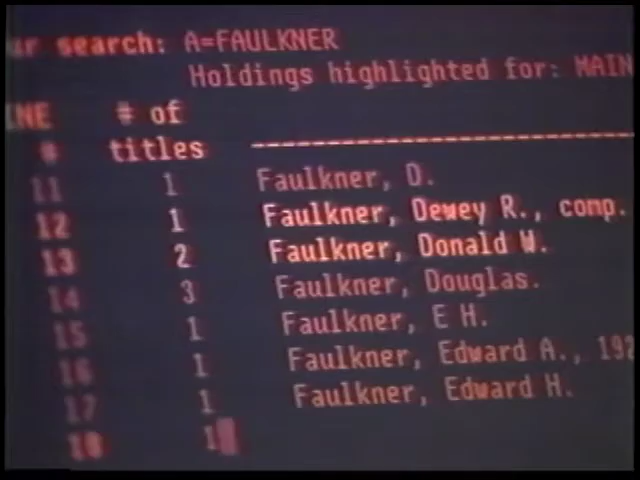 ur search: A=FAULKNER
Holdings highlighted for: MAIN
INE # of
# titles
11 1 Faulkner, D.
12 1 Faulkner, Dewey R., comp.
13 2 Faulkner, Donald W.
14 3 Faulkner, Douglas.
15 1 Faulkner, E H.
16 1 Faulkner, Edward A., 192
17 1 Faulkner, Edward H.
18 1